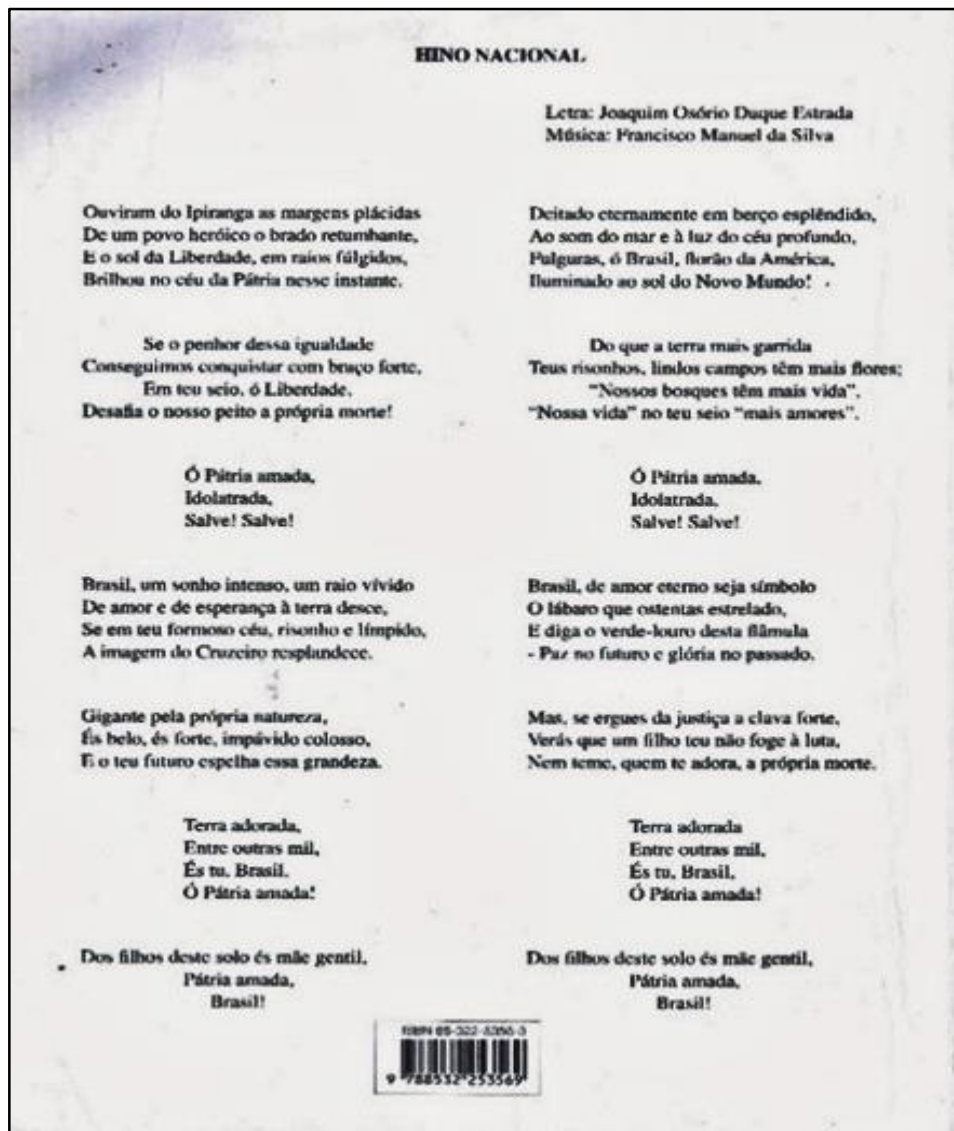 HINO NACIONAL
Letra: Joaquim Osório Duque Estrada
Música: Francisco Manuel da Silva
Ouviram do Ipiranga as margens plácidas
De um povo heróico o brado retumbante,
E o sol da Liberdade, em raios fúlgidos,
Brilhou no céu da Pátria nesse instante.
Se o penhor dessa igualdade
Conseguimos conquistar com braço forte,
Em teu seio, ó Liberdade,
Desafia o nosso peito a própria morte!
Ó Pátria amada,
Idolatrada,
Salve! Salve!
Brasil, um sonho intenso, um raio vívido
De amor e de esperança à terra desce,
Se em teu formoso céu, risonho e límpido,
A imagem do Cruzeiro resplandece.
Gigante pela própria natureza,
És belo, és forte, impávido colosso,
E o teu futuro espelha essa grandeza.
Terra adorada,
Entre outras mil,
És tu, Brasil,
Ó Pátria amada!
Dos filhos deste solo és mãe gentil,
Pátria amada,
Brasil!
Deitado eternamente em berço esplêndido,
Ao som do mar e à luz do céu profundo,
Fulguras, ó Brasil, florão da América,
Iluminado ao sol do Novo Mundo!
Do que a terra mais garrida
Teus risonhos, lindos campos têm mais flores;
"Nossos bosques têm mais vida",
"Nossa vida" no teu seio "mais amores".
Ó Pátria amada,
Idolatrada,
Salve! Salve!
Brasil, de amor eterno seja símbolo
O lábaro que ostentas estrelado,
E diga o verde-louro desta flâmula
- Paz no futuro e glória no passado.
Mas, se ergues da justiça a clava forte,
Verás que um filho teu não foge à luta,
Nem teme, quem te adora, a própria morte.
Terra adorada
Entre outras mil,
És tu, Brasil,
Ó Pátria amada!
Dos filhos deste solo és mãe gentil,
Pátria amada,
Brasil!
ISBN 85-322-5356-3
9 788532 253569